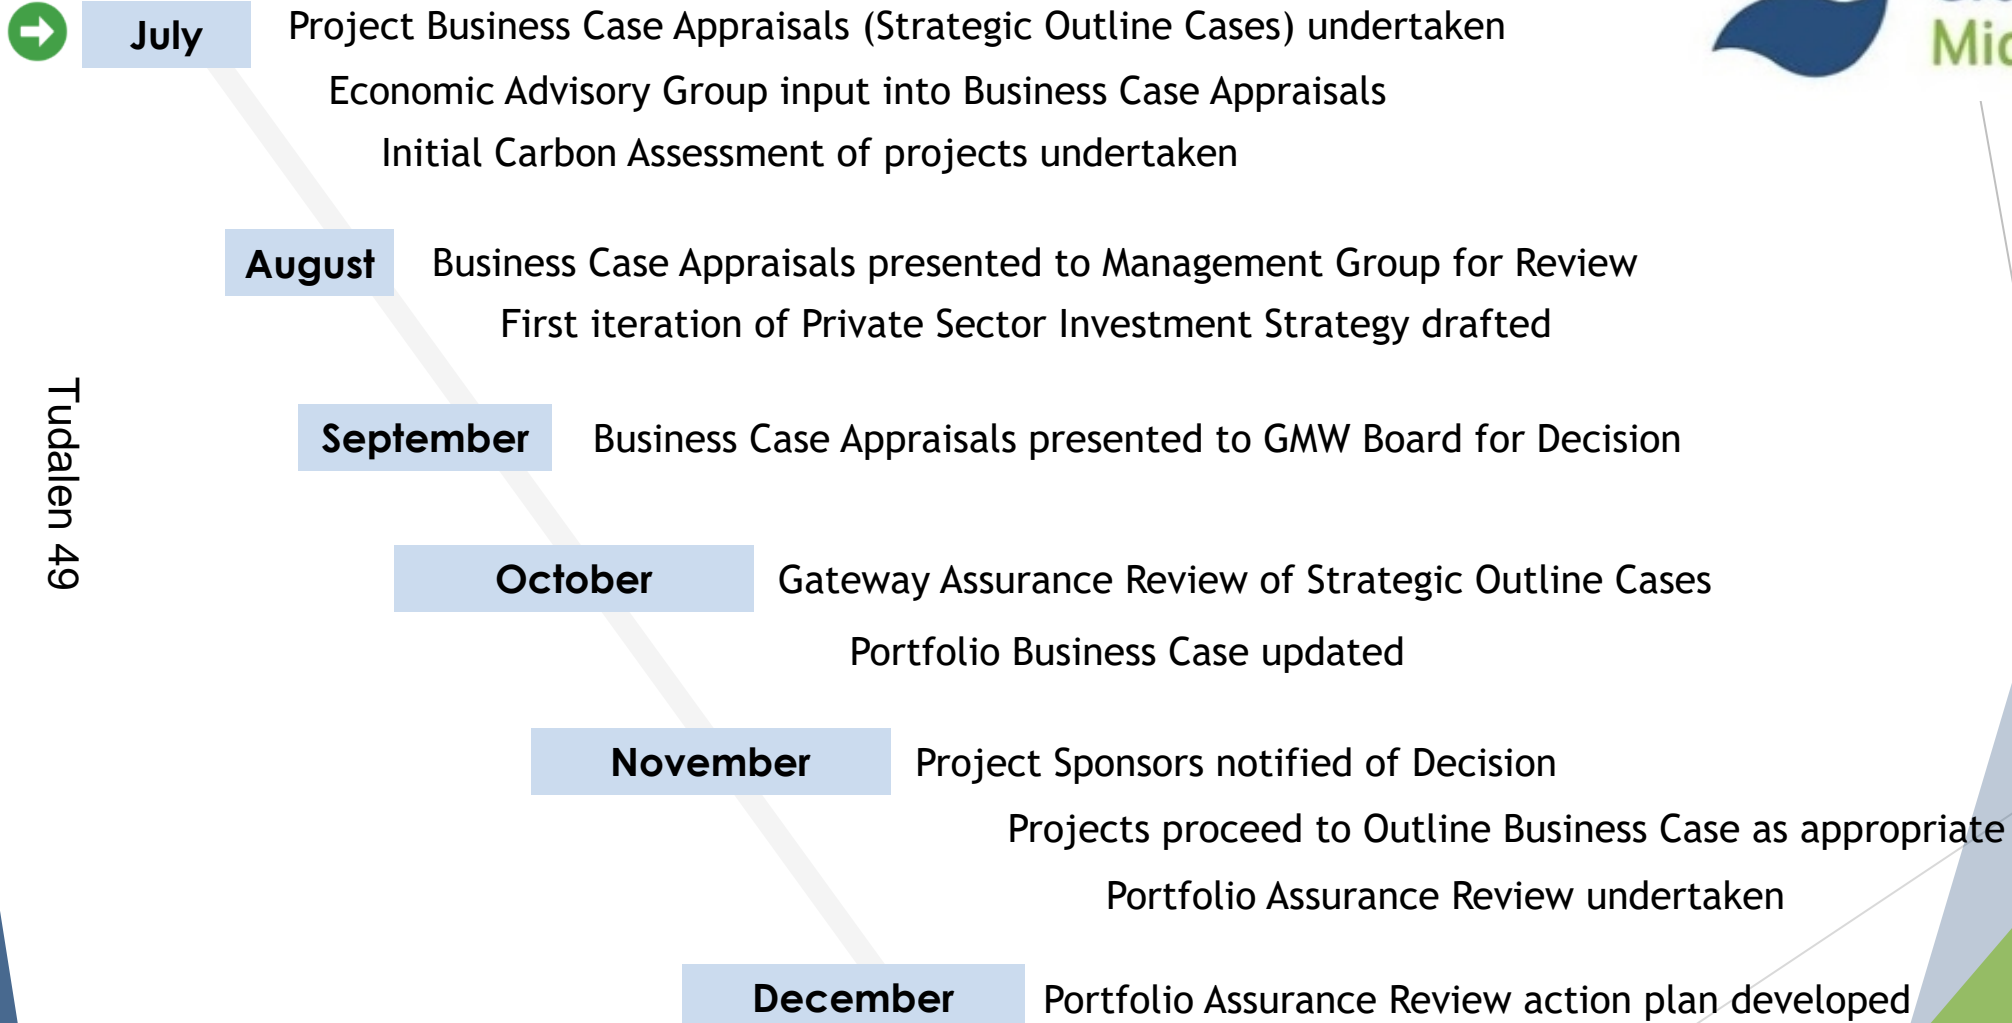 July
Project Business Case Appraisals (Strategic Outline Cases) undertaken
Economic Advisory Group input into Business Case Appraisals
Initial Carbon Assessment of projects undertaken
August
Business Case Appraisals presented to Management Group for Review
First iteration of Private Sector Investment Strategy drafted
September
Business Case Appraisals presented to GMW Board for Decision
October
Gateway Assurance Review of Strategic Outline Cases
Portfolio Business Case updated
November
Project Sponsors notified of Decision
Projects proceed to Outline Business Case as appropriate
Portfolio Assurance Review undertaken
December
Portfolio Assurance Review action plan developed
Tudalen 49